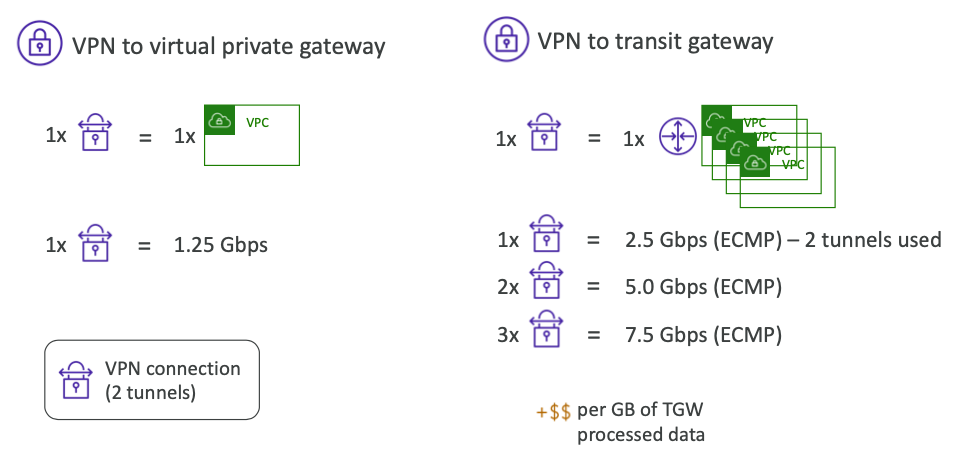 VPN to virtual private gateway
1x = 1x VPC
1x = 1.25 Gbps
VPN connection
(2 tunnels)
VPN to transit gateway
1x = 1x VPC
VPC
VPC
VPC
1x = 2.5 Gbps (ECMP) – 2 tunnels used
2x = 5.0 Gbps (ECMP)
3x = 7.5 Gbps (ECMP)
+$$ per GB of TGW
processed data